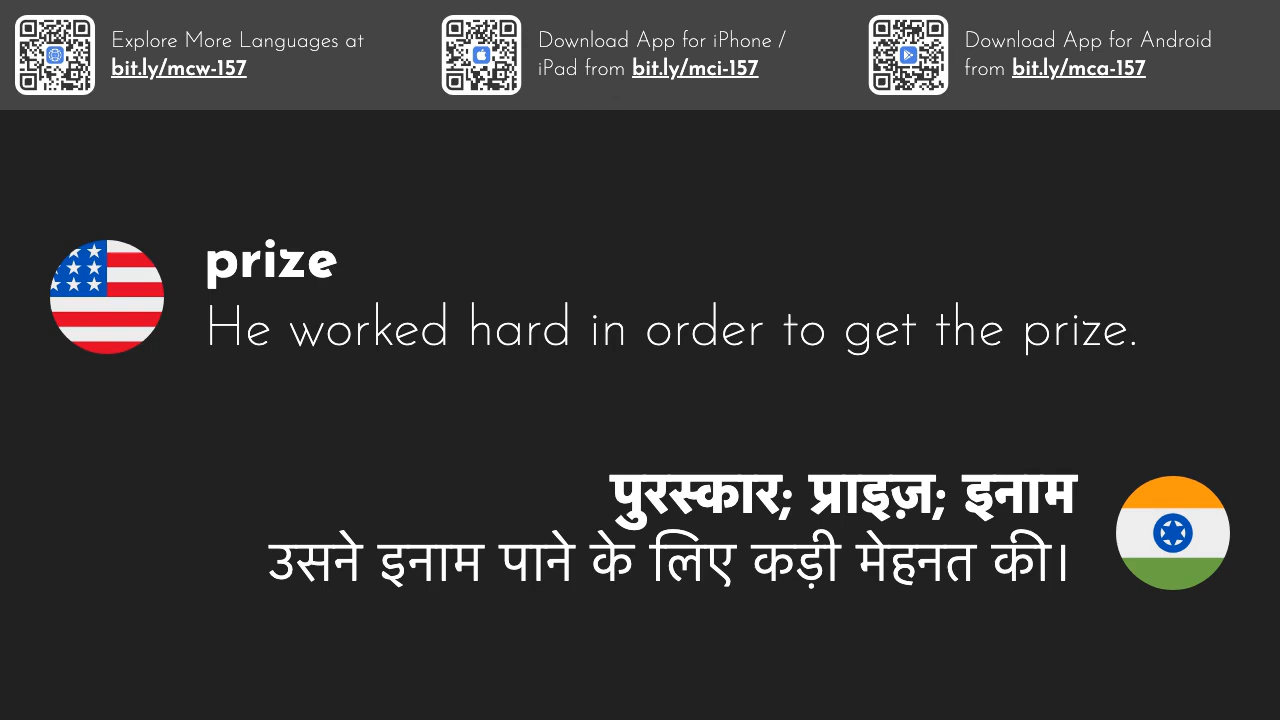 Explore More Languages at
bit.ly/mcw-157
Download App for iPhone /
iPad from bit.ly/mci-157
Download App for Android
from bit.ly/mca-157
prize
He worked hard in order to get the prize.
पुरस्कार; प्राइज़; इनाम
उसने इनाम पाने के लिए कड़ी मेहनत की।